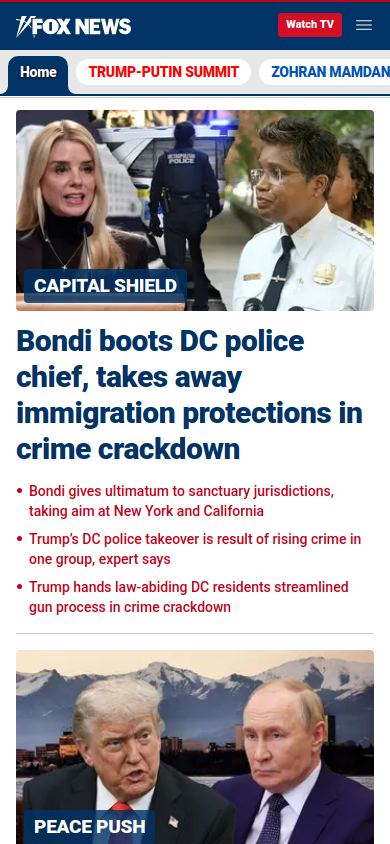 FOX NEWS
Watch TV
Home
TRUMP-PUTIN SUMMIT
ZOHRAN MAMDAN
METROPOLITAN
POLICE
CAPITAL SHIELD
Bondi boots DC police
chief, takes away
immigration protections in
crime crackdown
• Bondi gives ultimatum to sanctuary jurisdictions,
taking aim at New York and California
• Trump’s DC police takeover is result of rising crime in
one group, expert says
• Trump hands law-abiding DC residents streamlined
gun process in crime crackdown
PEACE PUSH